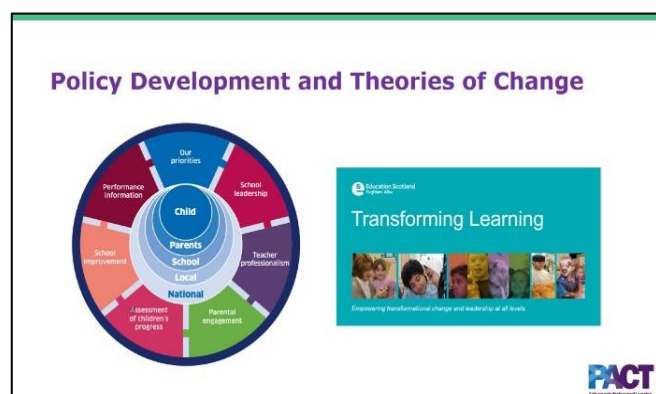 Policy Development and Theories of Change
Our
priorities
School
leadership
Teacher
professionalism
Parental
engagement
Assessment
of children's
progress
School
improvement
Performance
information
Child
Parents
School
Local
National
Education Scotland
Foghlam Alba
Transforming Learning
Empowering transformational change and leadership at all levels
PACT